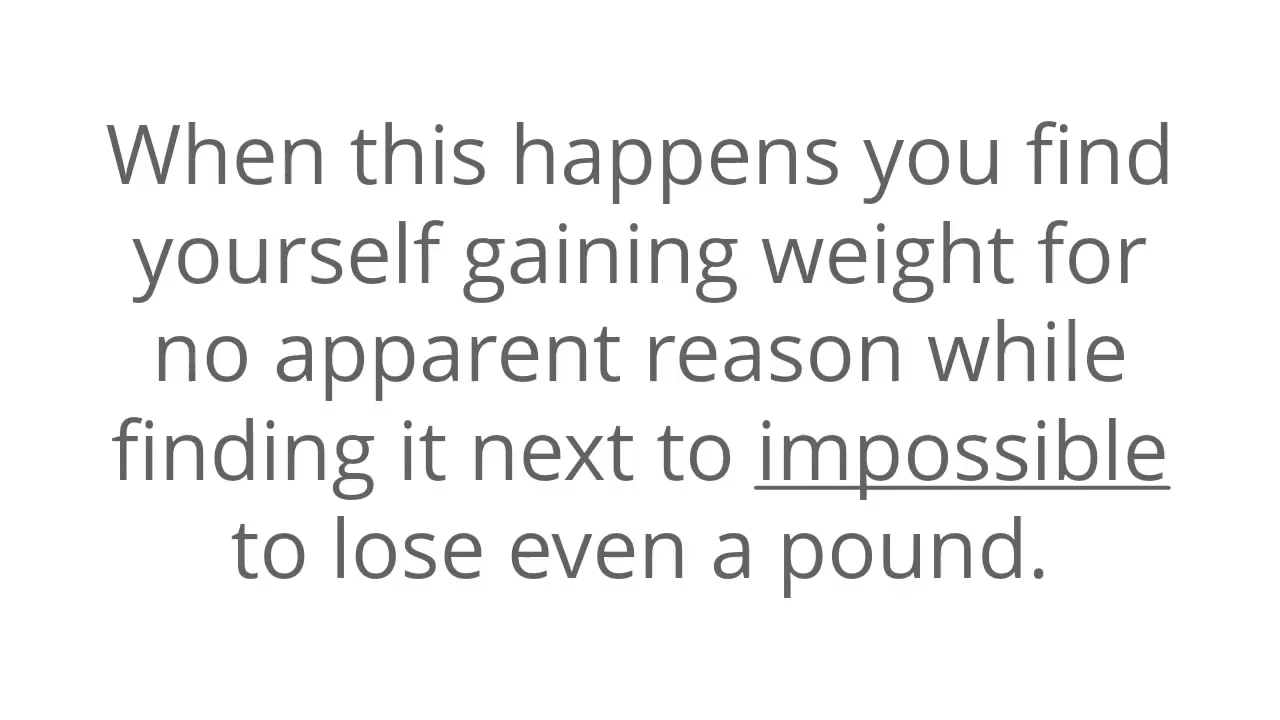 When this happens you find
yourself gaining weight for
no apparent reason while
finding it next to impossible
to lose even a pound.